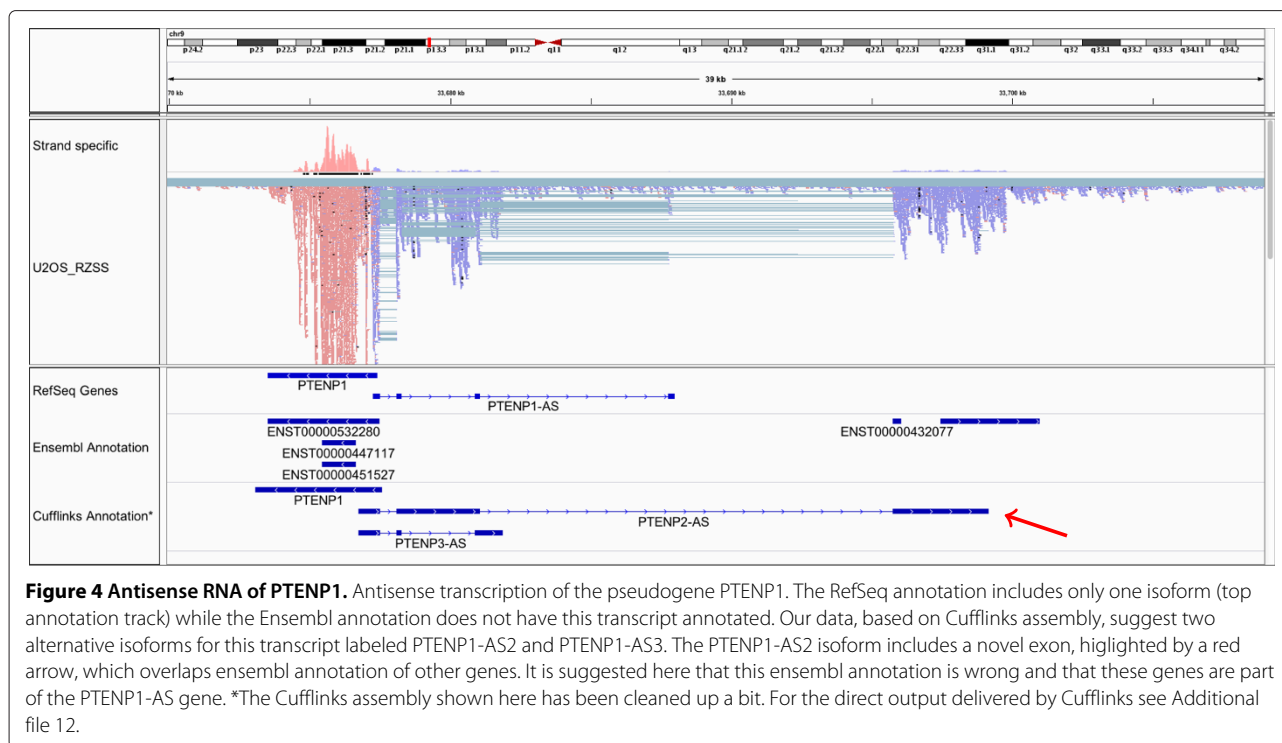 chr9
p24.2 p23 p22.3 p22.1 p21.3 p21.2 p21.1 p13.3 p13.1 p11.2 q11 q12 q13 q21.12 q21.2 q21.32 q22.1 q22.31 q22.33 q31.1 q31.2 q32 q33.1 q33.2 q33.3 q34.11 q34.2
39 kb
70 kb 33,680 kb 33,690 kb 33,700 kb
Strand specific
U2OS_RZSS
RefSeq Genes
PTENP1
PTENP1-AS
Ensembl Annotation
ENST00000532280
ENST00000432077
ENST00000447117
ENST00000451527
Cufflinks Annotation*
PTENP1
PTENP2-AS
PTENP3-AS
Figure 4 Antisense RNA of PTENP1. Antisense transcription of the pseudogene PTENP1. The RefSeq annotation includes only one isoform (top
annotation track) while the Ensembl annotation does not have this transcript annotated. Our data, based on Cufflinks assembly, suggest two
alternative isoforms for this transcript labeled PTENP1-AS2 and PTENP1-AS3. The PTENP1-AS2 isoform includes a novel exon, higlighted by a red
arrow, which overlaps ensembl annotation of other genes. It is suggested here that this ensembl annotation is wrong and that these genes are part
of the PTENP1-AS gene. *The Cufflinks assembly shown here has been cleaned up a bit. For the direct output delivered by Cufflinks see Additional
file 12.